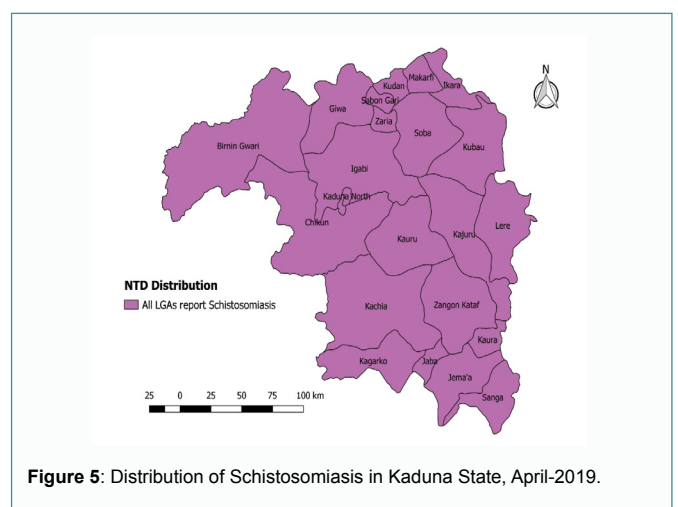 N
Makarfi
Kudan
Ikara
Sabon Gari
Giwa
Zaria
Soba
Birnin Gwari
Kubau
Igabi
Kaduna North
Chikun
Lere
Kauru
Kajuru
NTD Distribution
All LGAs report Schistosomiasis
Kachia
Zangon Kataf
Kaura
Kagarko
Jaba
Jema'a
Sanga
25 0 25 50 75 100 km
Figure 5: Distribution of Schistosomiasis in Kaduna State, April-2019.